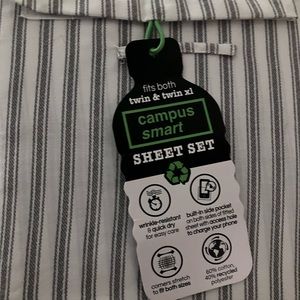 fits both
twin & twin xl
campus
smart
SHEET SET
wrinkle-resistant
& quick dry
for easy care
built-in side pocket
on both sides of fitted
sheet with access hole
to charge your phone
corners stretch
to fit both sizes
60% cotton,
40% recycled
polyester